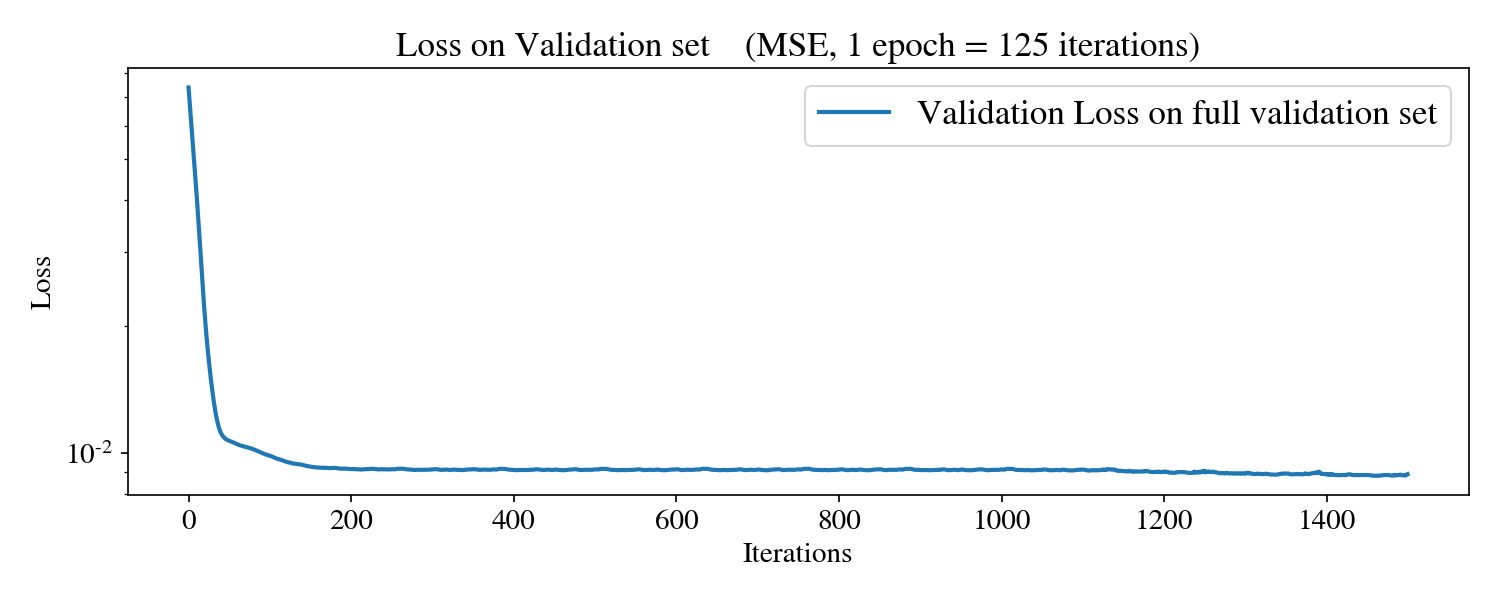 Loss on Validation set (MSE, 1 epoch = 125 iterations)
Validation Loss on full validation set
Loss
10⁻²
0 200 400 600 800 1000 1200 1400
Iterations